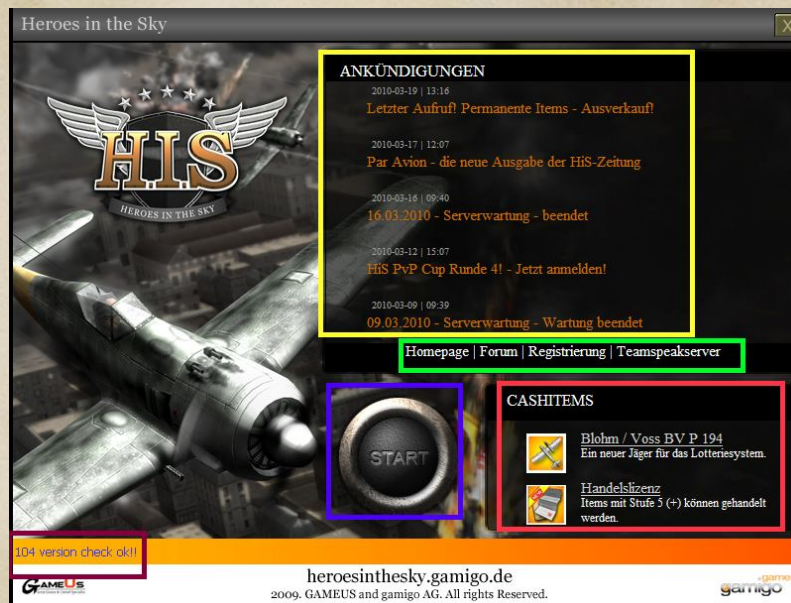 Heroes in the Sky
X
H.I.S
HEROES IN THE SKY
ANKÜNDIGUNGEN
2010-03-19 | 13:16
Letzter Aufruf! Permanente Items - Ausverkauf!
2010-03-17 | 12:07
Par Avion - die neue Ausgabe der HiS-Zeitung
2010-03-16 | 09:40
16.03.2010 - Serverwartung - beendet
2010-03-12 | 15:07
HiS PvP Cup Runde 4! - Jetzt anmelden!
2010-03-09 | 09:39
09.03.2010 - Serverwartung - Wartung beendet
Homepage | Forum | Registrierung | Teamspeakserver
START
CASHITEMS
Blohm / Voss BV P 194
Ein neuer Jäger für das Lotteriesystem.
Handelslizenz
Items mit Stufe 5 (+) können gehandelt
werden.
104 version check ok!!
GAMEUS
heroesinthesky.gamigo.de
2009. GAMEUS and gamigo AG. All rights Reserved.
gamigo